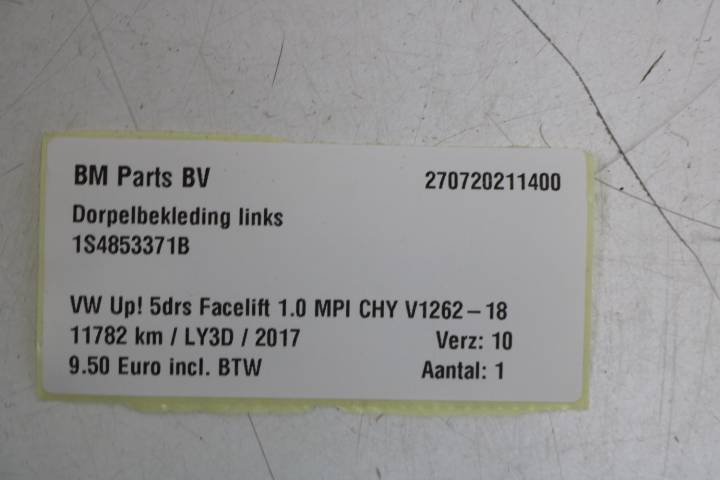 BM Parts BV 270720211400
Dorpelbekleding links
1S4853371B
VW Up! 5drs Facelift 1.0 MPI CHY V1262-18
11782 km / LY3D / 2017 Verz: 10
9.50 Euro incl. BTW Aantal: 1